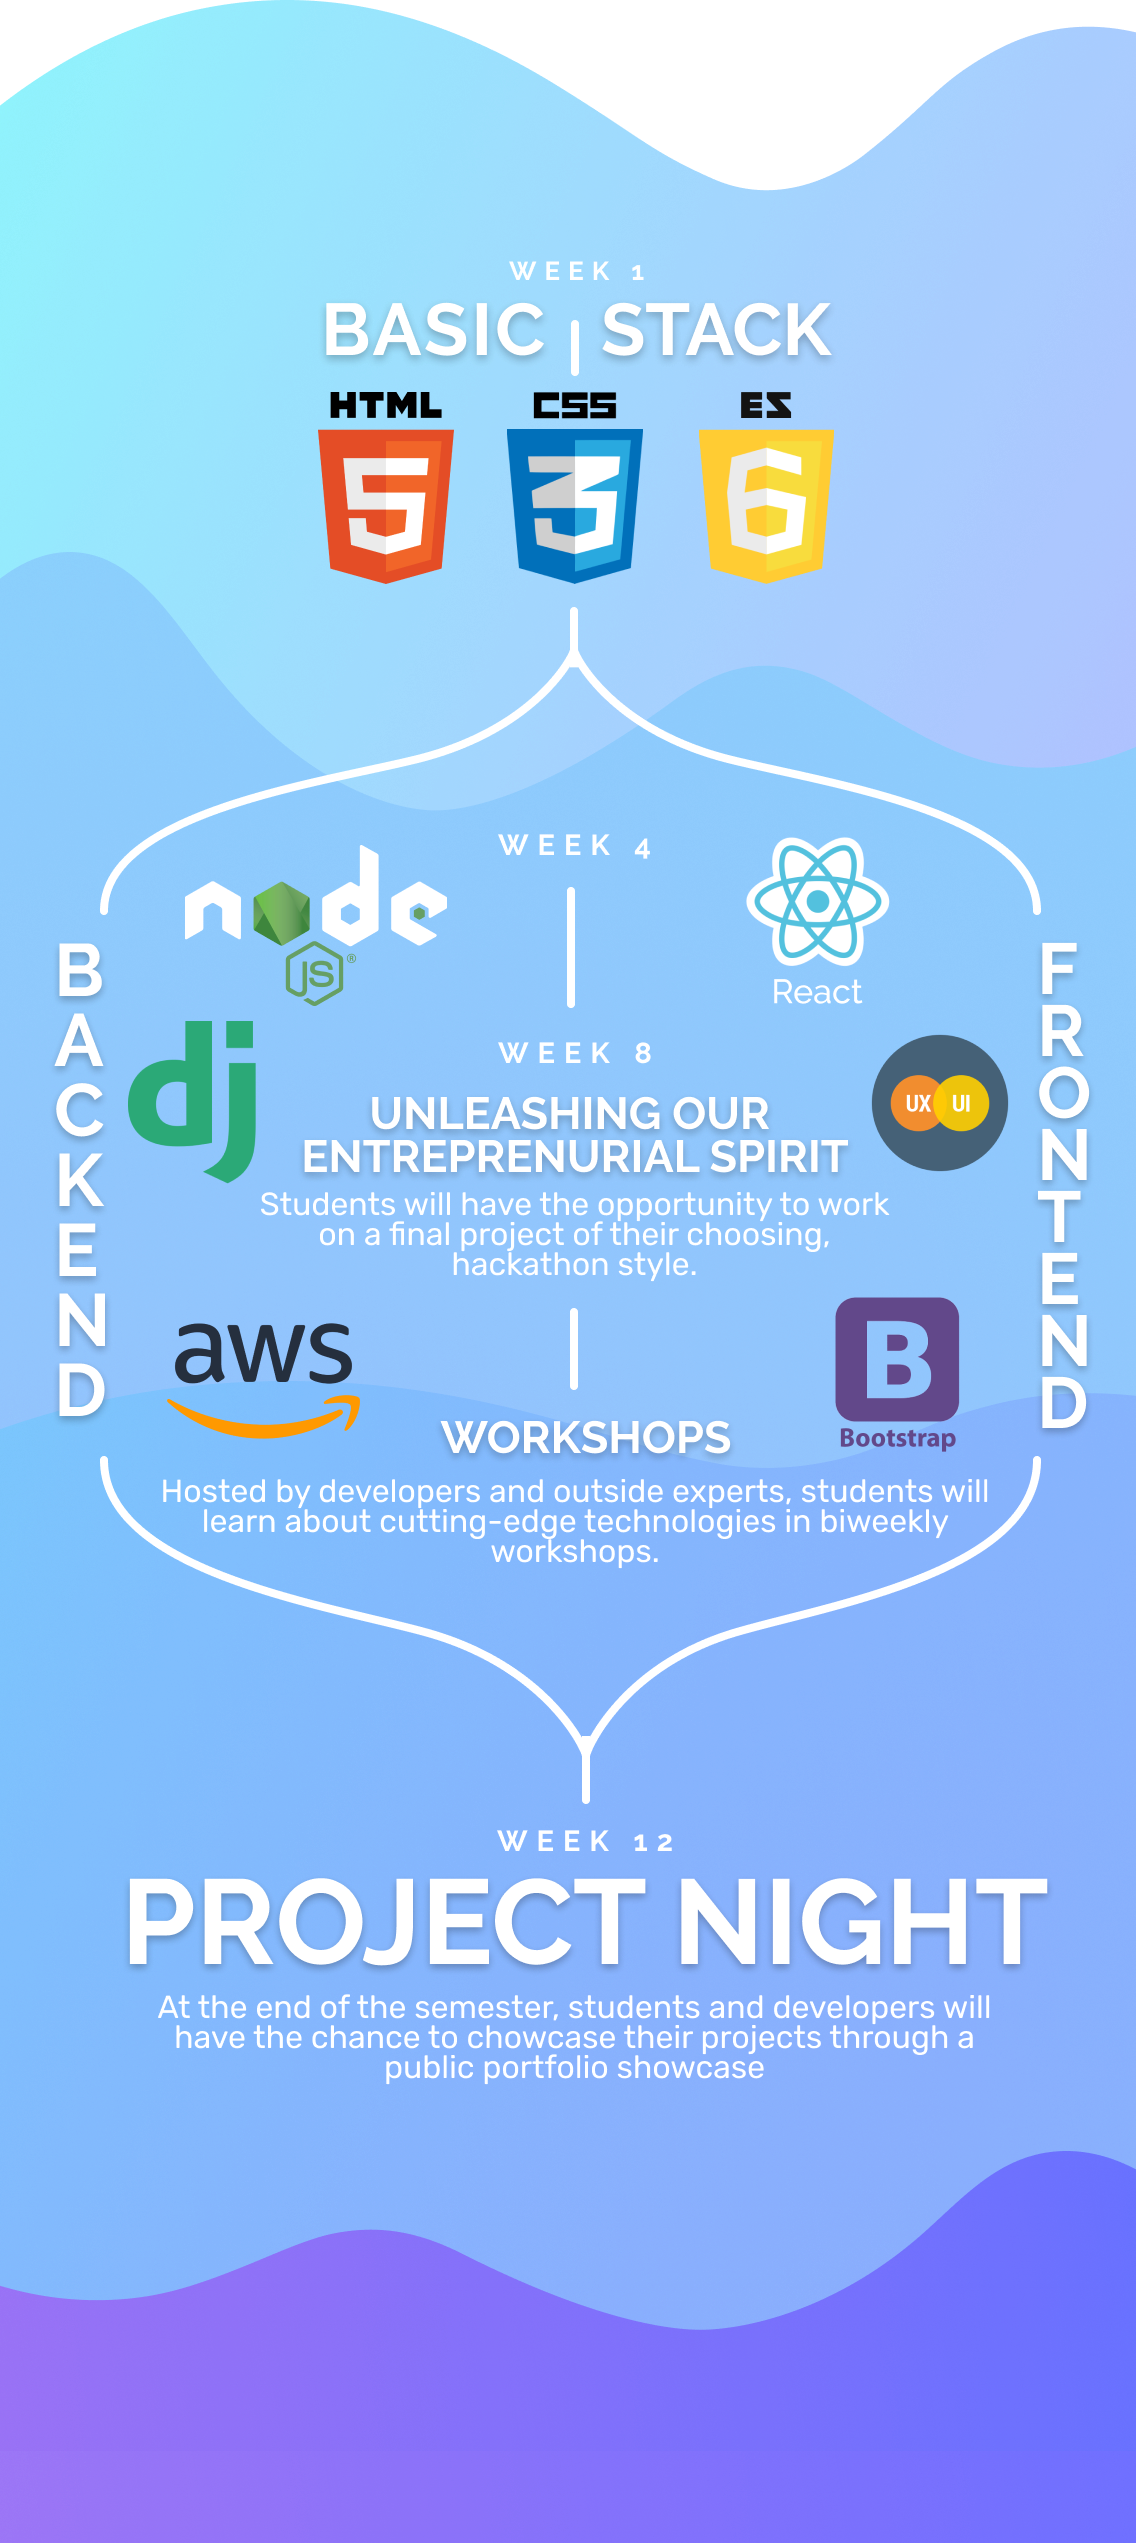 WEEK 1
BASIC STACK
HTML CSS ES
5 3 6
WEEK 4
node
JS®
React
BACKEND
FRONTEND
dj
WEEK 8
UX UI
UNLEASHING OUR
ENTREPRENURIAL SPIRIT
Students will have the opportunity to work
on a final project of their choosing,
hackathon style.
aws
B
Bootstrap
WORKSHOPS
Hosted by developers and outside experts, students will
learn about cutting-edge technologies in biweekly
workshops.
WEEK 12
PROJECT NIGHT
At the end of the semester, students and developers will
have the chance to chowcase their projects through a
public portfolio showcase